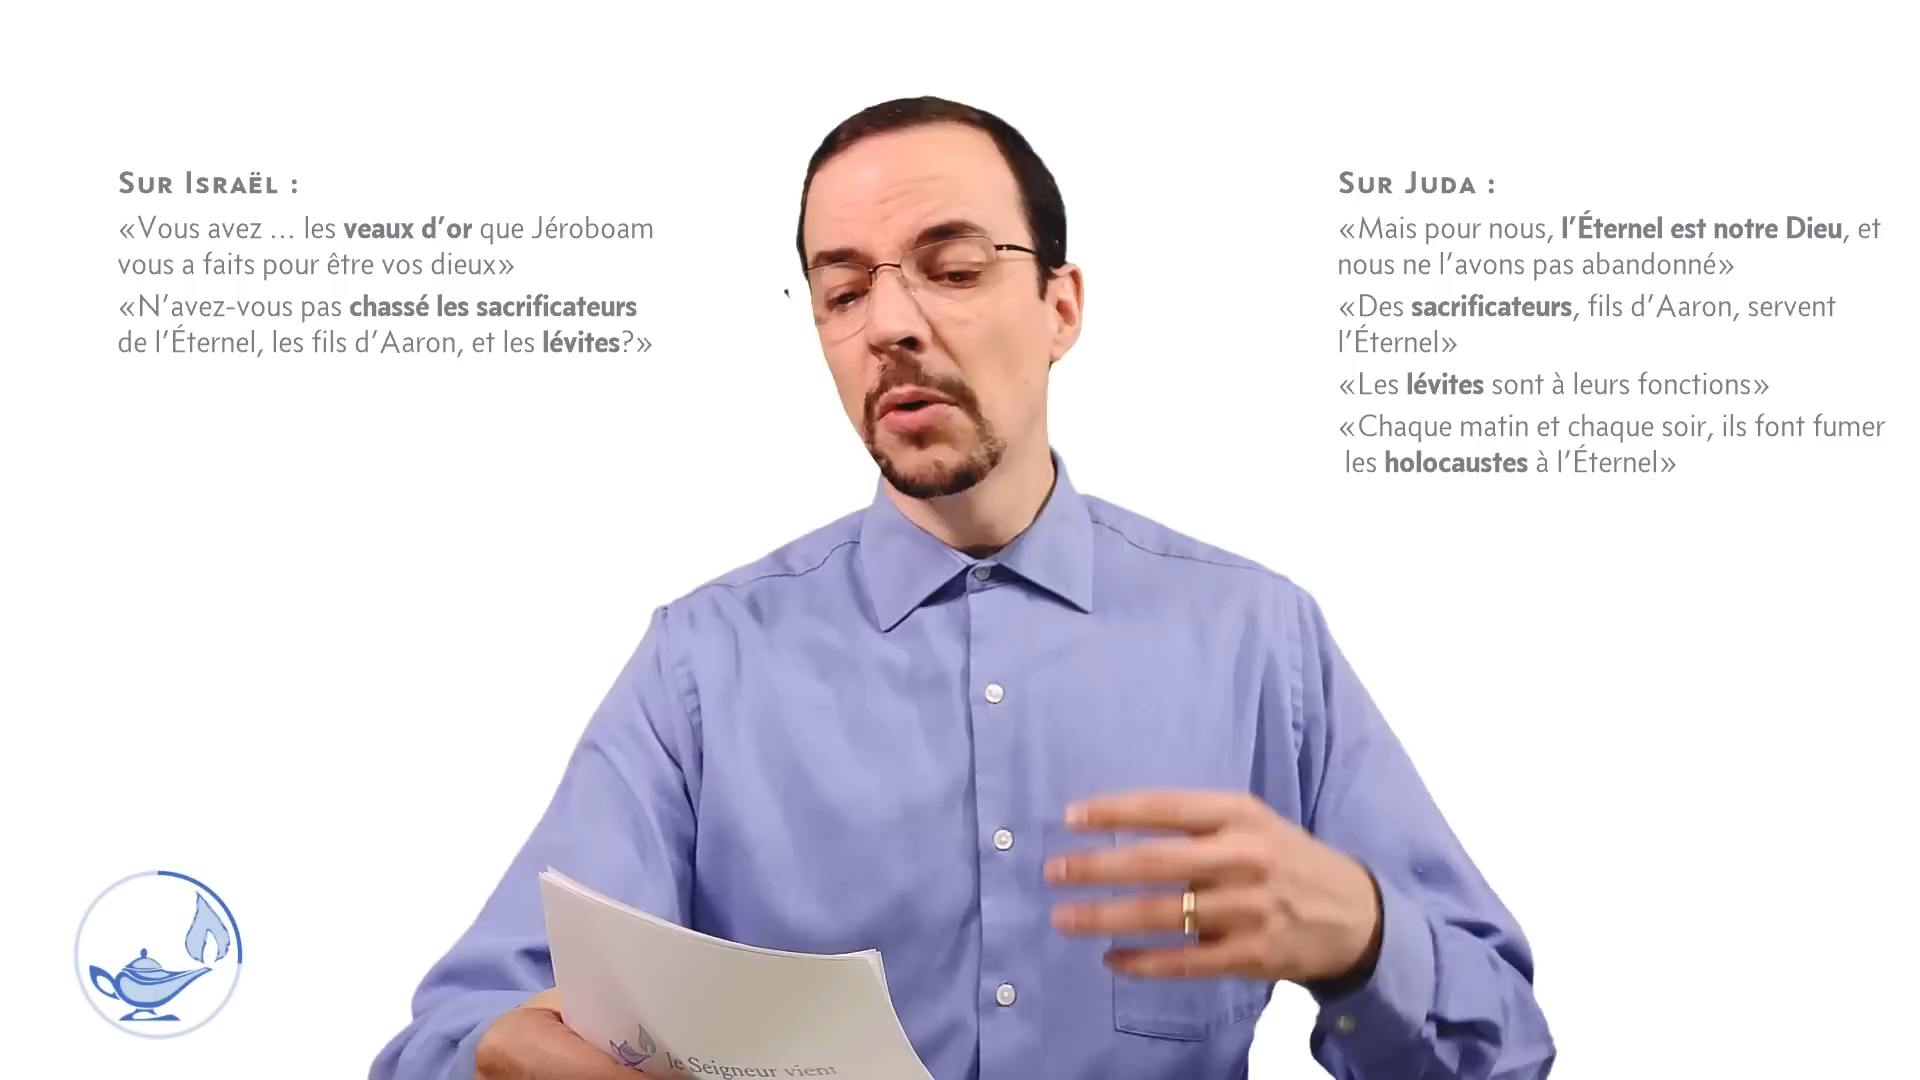 Sur Israël :
«Vous avez … les veaux d’or que Jéroboam
vous a faits pour être vos dieux»
«N’avez-vous pas chassé les sacrificateurs
de l’Éternel, les fils d’Aaron, et les lévites?»
Sur Juda :
«Mais pour nous, l’Éternel est notre Dieu, et
nous ne l’avons pas abandonné»
«Des sacrificateurs, fils d’Aaron, servent
l’Éternel»
«Les lévites sont à leurs fonctions»
«Chaque matin et chaque soir, ils font fumer
les holocaustes à l’Éternel»
le Seigneur vient